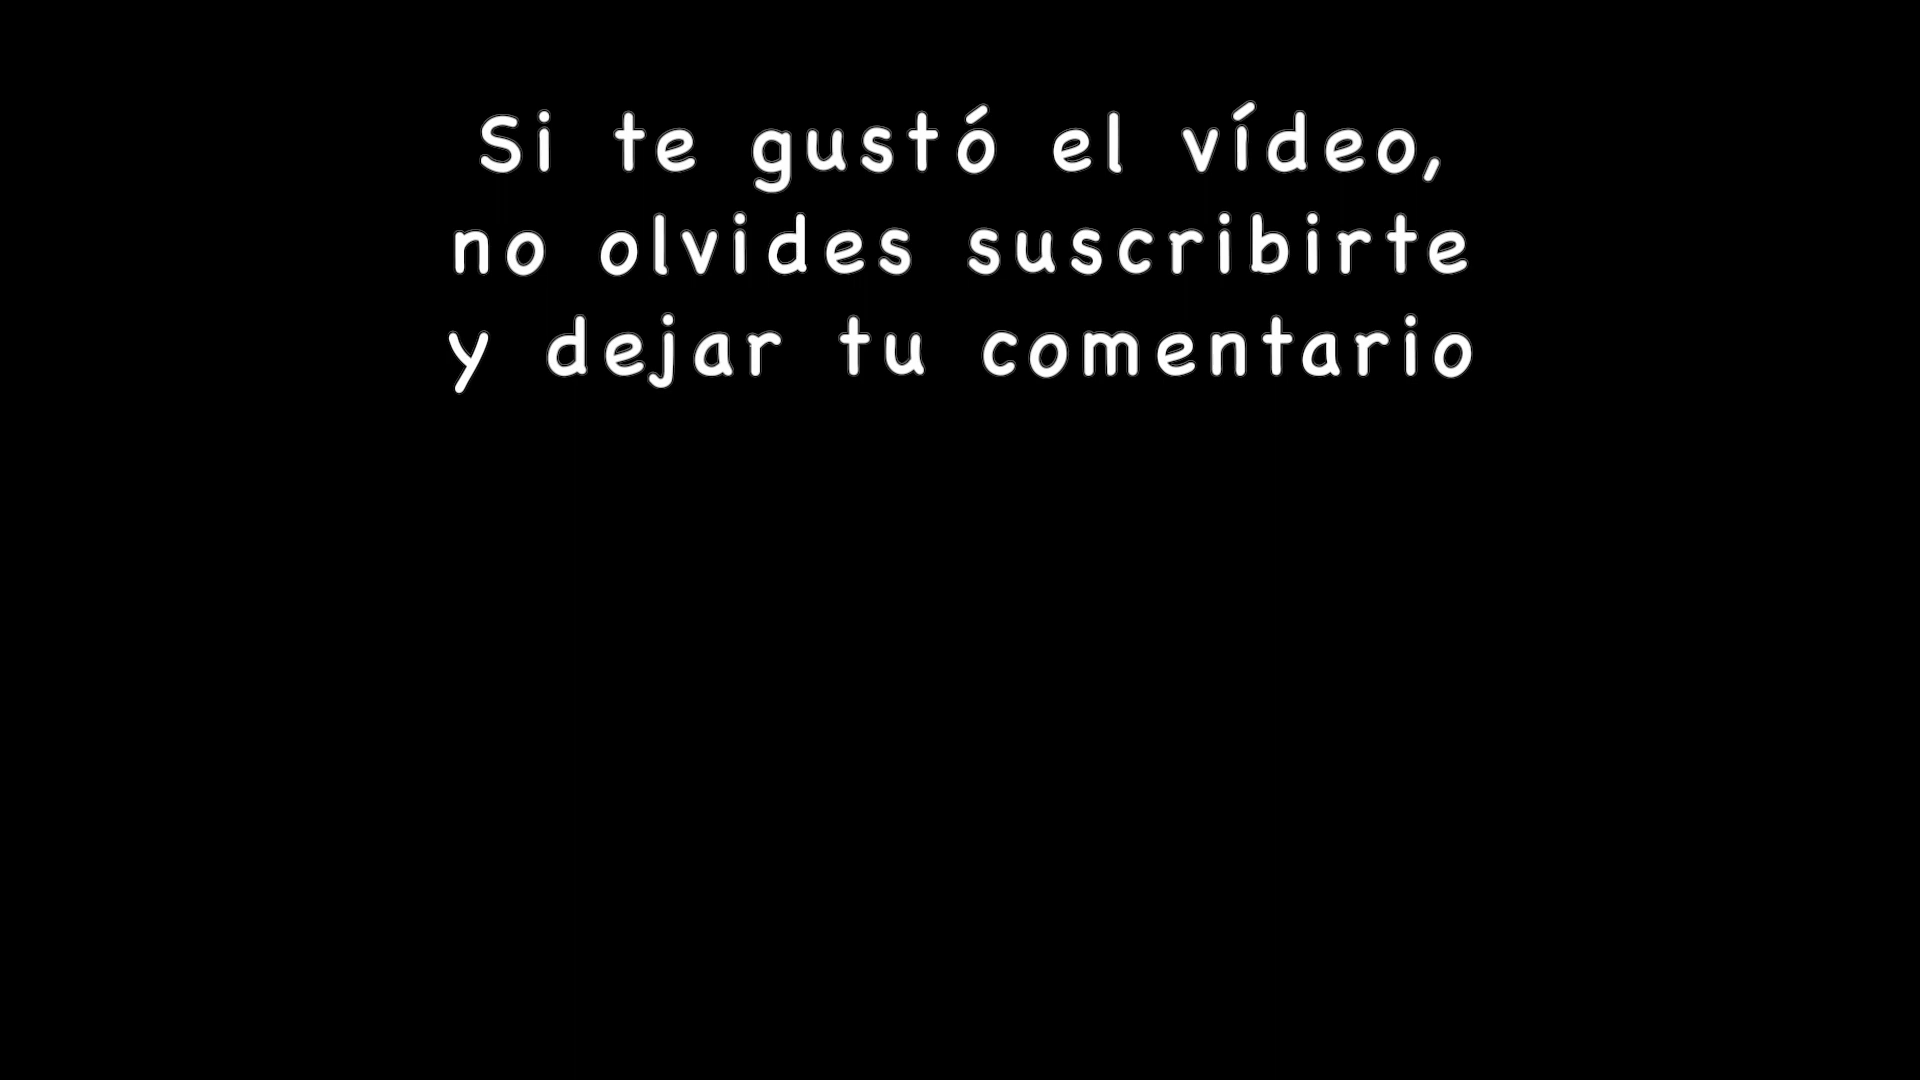 Si te gustó el vídeo,
no olvides suscribirte
y dejar tu comentario